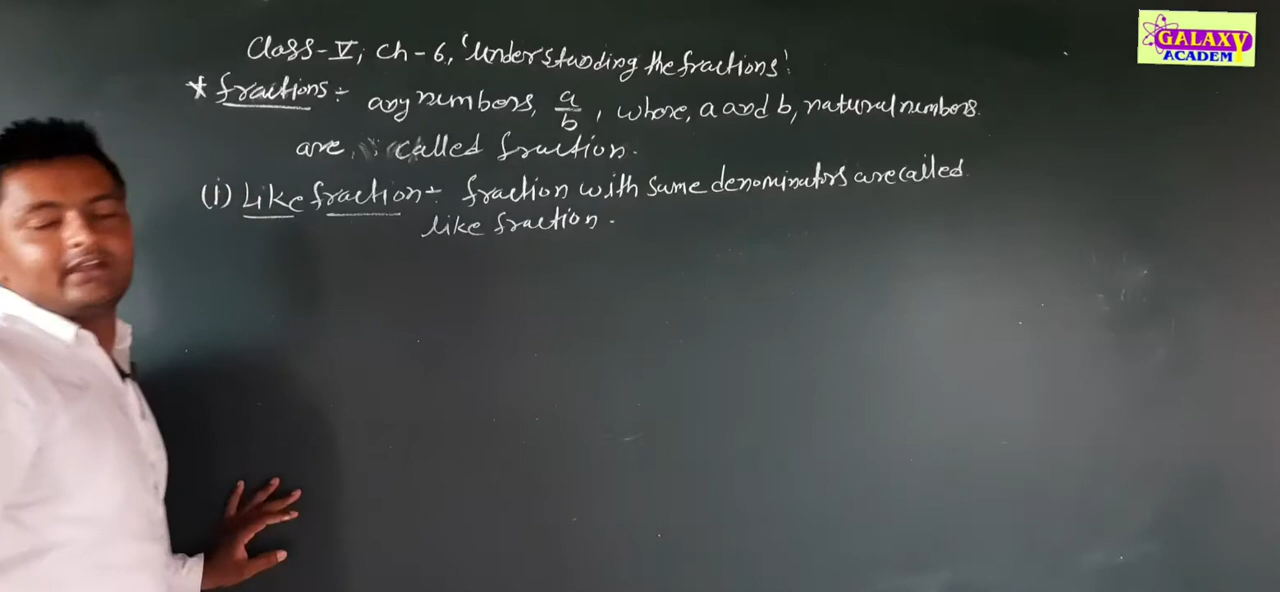 Class-V, Ch-6, 'Understanding the fractions'.
* fractions ÷ any numbers, a/b, where, a and b, natural numbers
are, called fraction.
(i) Like fraction ÷ fraction with same denominators are called
like fraction.
GALAXY
ACADEM